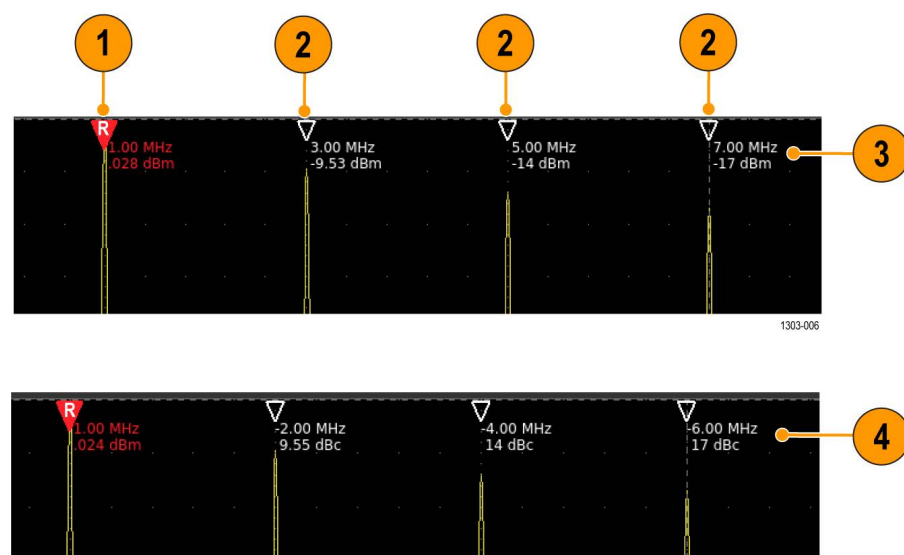 1
2
2
2
R
1.00 MHz
.028 dBm
3.00 MHz
-9.53 dBm
5.00 MHz
-14 dBm
7.00 MHz
-17 dBm
3
1303-006
R
1.00 MHz
.024 dBm
-2.00 MHz
9.55 dBc
-4.00 MHz
14 dBc
-6.00 MHz
17 dBc
4